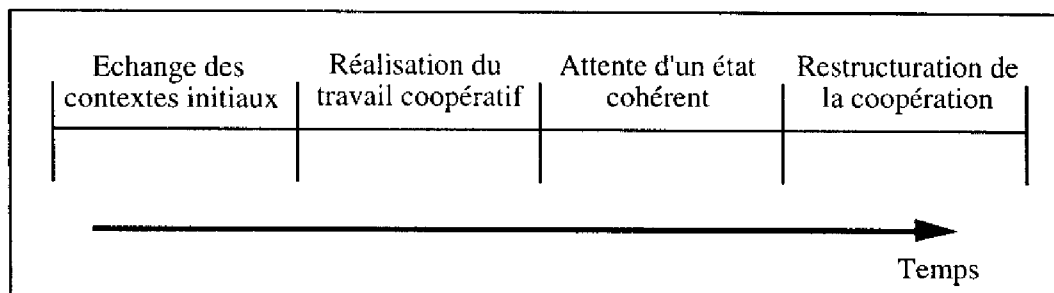 Echange des
contextes initiaux
Réalisation du
travail coopératif
Attente d'un état
cohérent
Restructuration de
la coopération
Temps